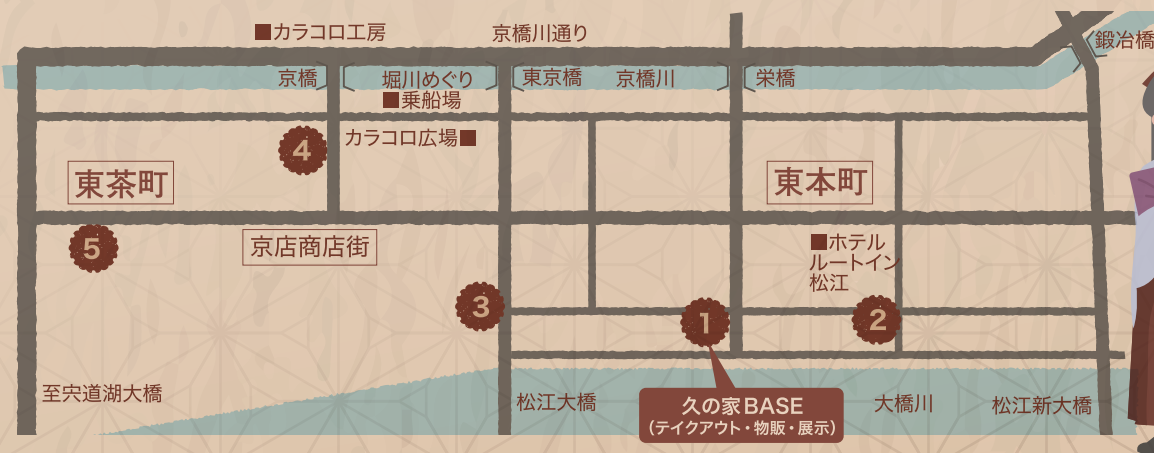 ■カラコロ工房
京橋川通り
鍛冶橋
京橋
堀川めぐり
■乗船場
東京橋
京橋川
栄橋
カラコロ広場■
4
東茶町
東本町
5
京店商店街
■ホテル
ルートイン
松江
3
1
2
至宍道湖大橋
松江大橋
久の家BASE
（テイクアウト・物販・展示）
大橋川
松江新大橋